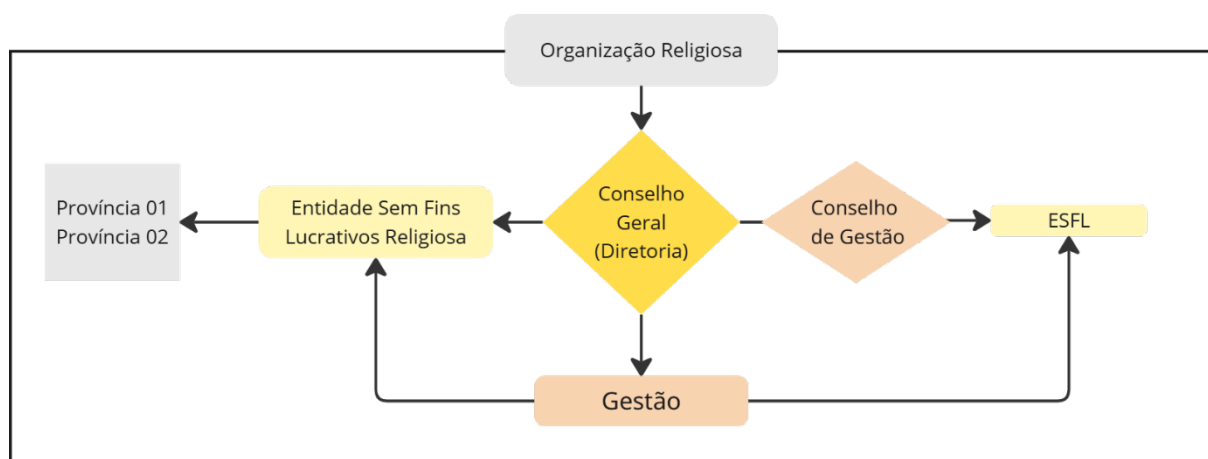 Organização Religiosa
Província 01
Província 02
Entidade Sem Fins
Lucrativos Religiosa
Conselho
Geral
(Diretoria)
Conselho
de Gestão
ESFL
Gestão